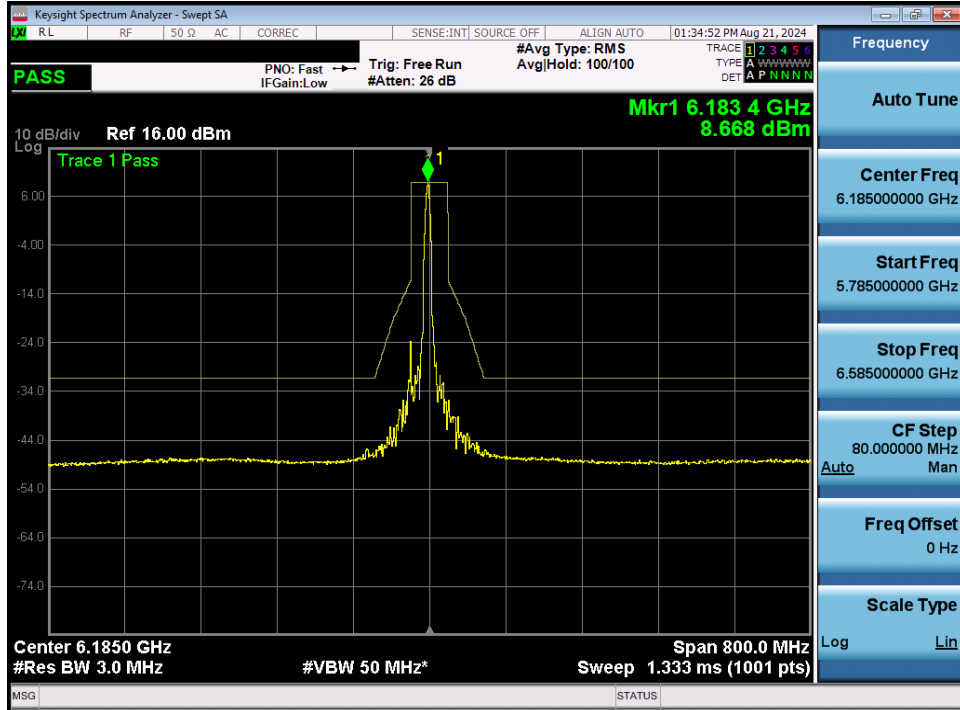 Keysight Spectrum Analyzer - Swept SA
LXI RL RF 50 Ω AC CORREC SENSE:INT SOURCE OFF ALIGN AUTO 01:34:52 PM Aug 21, 2024
PASS
PNO: Fast
IFGain:Low
Trig: Free Run
#Atten: 26 dB
#Avg Type: RMS
Avg|Hold: 100/100
TRACE 1 2 3 4 5 6
TYPE A WWWWW
DET A P N N N N
Mkr1 6.183 4 GHz
8.668 dBm
10 dB/div Ref 16.00 dBm
Log
Trace 1 Pass
1
6.00
-4.00
-14.0
-24.0
-34.0
-44.0
-54.0
-64.0
-74.0
Center 6.1850 GHz Span 800.0 MHz
#Res BW 3.0 MHz #VBW 50 MHz* Sweep 1.333 ms (1001 pts)
MSG STATUS
Frequency
Auto Tune
Center Freq
6.185000000 GHz
Start Freq
5.785000000 GHz
Stop Freq
6.585000000 GHz
CF Step
80.000000 MHz
Auto Man
Freq Offset
0 Hz
Scale Type
Log Lin